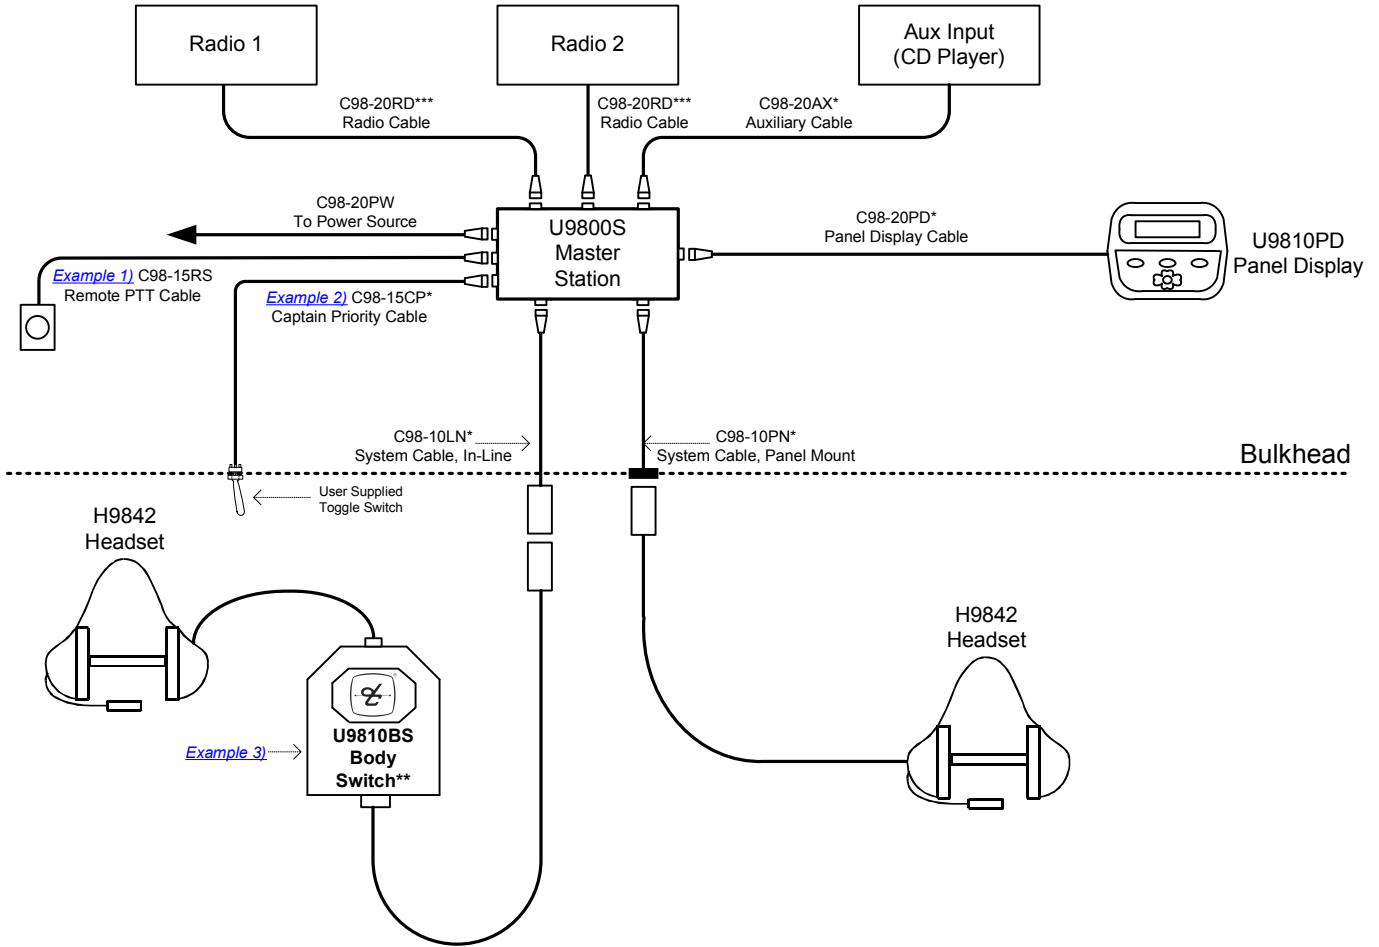 Radio 1
Radio 2
Aux Input
(CD Player)
C98-20RD***
Radio Cable
C98-20RD***
Radio Cable
C98-20AX*
Auxiliary Cable
C98-20PW
To Power Source
U9800S
Master
Station
C98-20PD*
Panel Display Cable
U9810PD
Panel Display
Example 1) C98-15RS
Remote PTT Cable
Example 2) C98-15CP*
Captain Priority Cable
C98-10LN*
System Cable, In-Line
C98-10PN*
System Cable, Panel Mount
Bulkhead
User Supplied
Toggle Switch
H9842
Headset
H9842
Headset
Example 3)
U9810BS
Body
Switch**